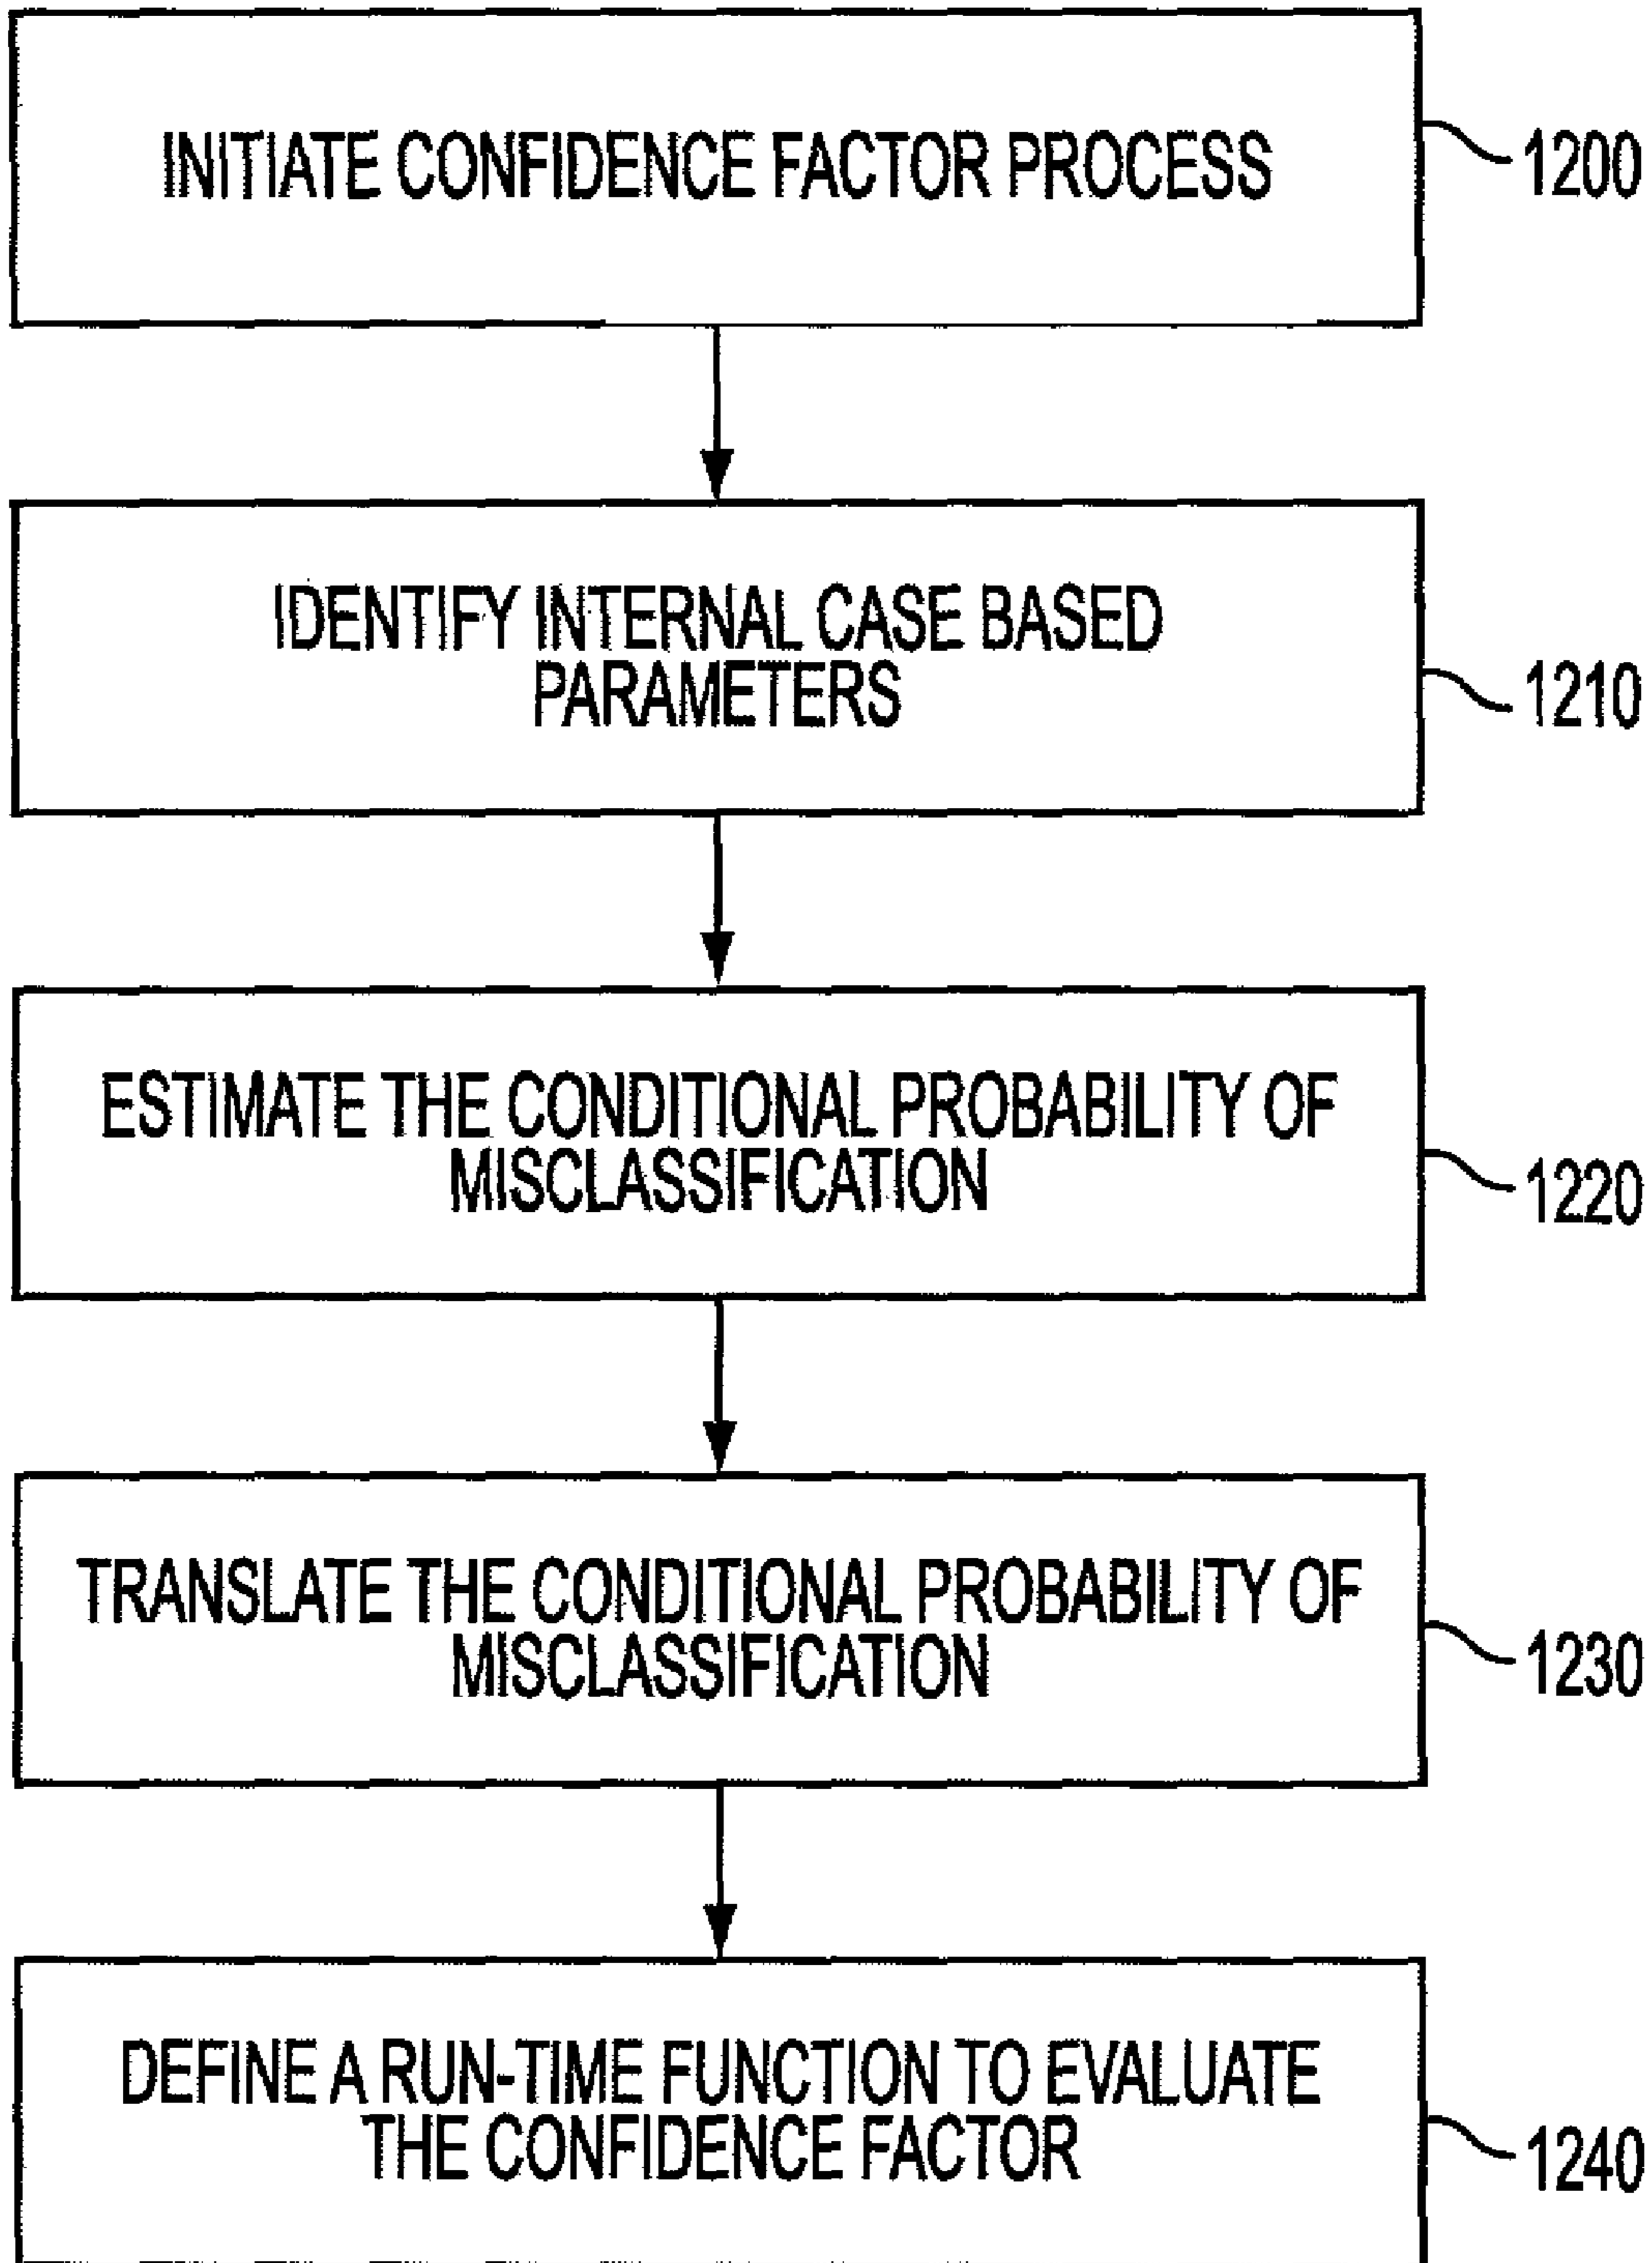 INITIATE CONFIDENCE FACTOR PROCESS
1200
IDENTIFY INTERNAL CASE BASED
PARAMETERS
1210
ESTIMATE THE CONDITIONAL PROBABILITY OF
MISCLASSIFICATION
1220
TRANSLATE THE CONDITIONAL PROBABILITY OF
MISCLASSIFICATION
1230
DEFINE A RUN-TIME FUNCTION TO EVALUATE
THE CONFIDENCE FACTOR
1240